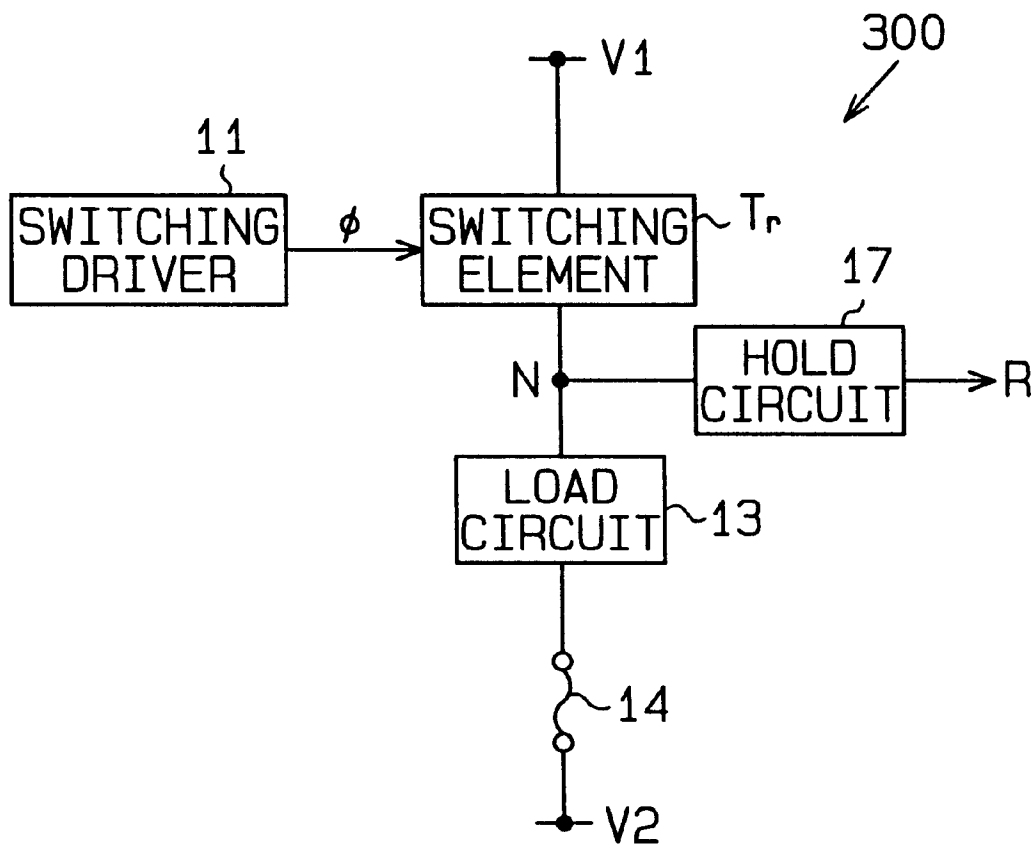 300
V1
11
SWITCHING
DRIVER
φ
SWITCHING
ELEMENT
Tr
17
HOLD
CIRCUIT
R
N
LOAD
CIRCUIT
13
14
V2